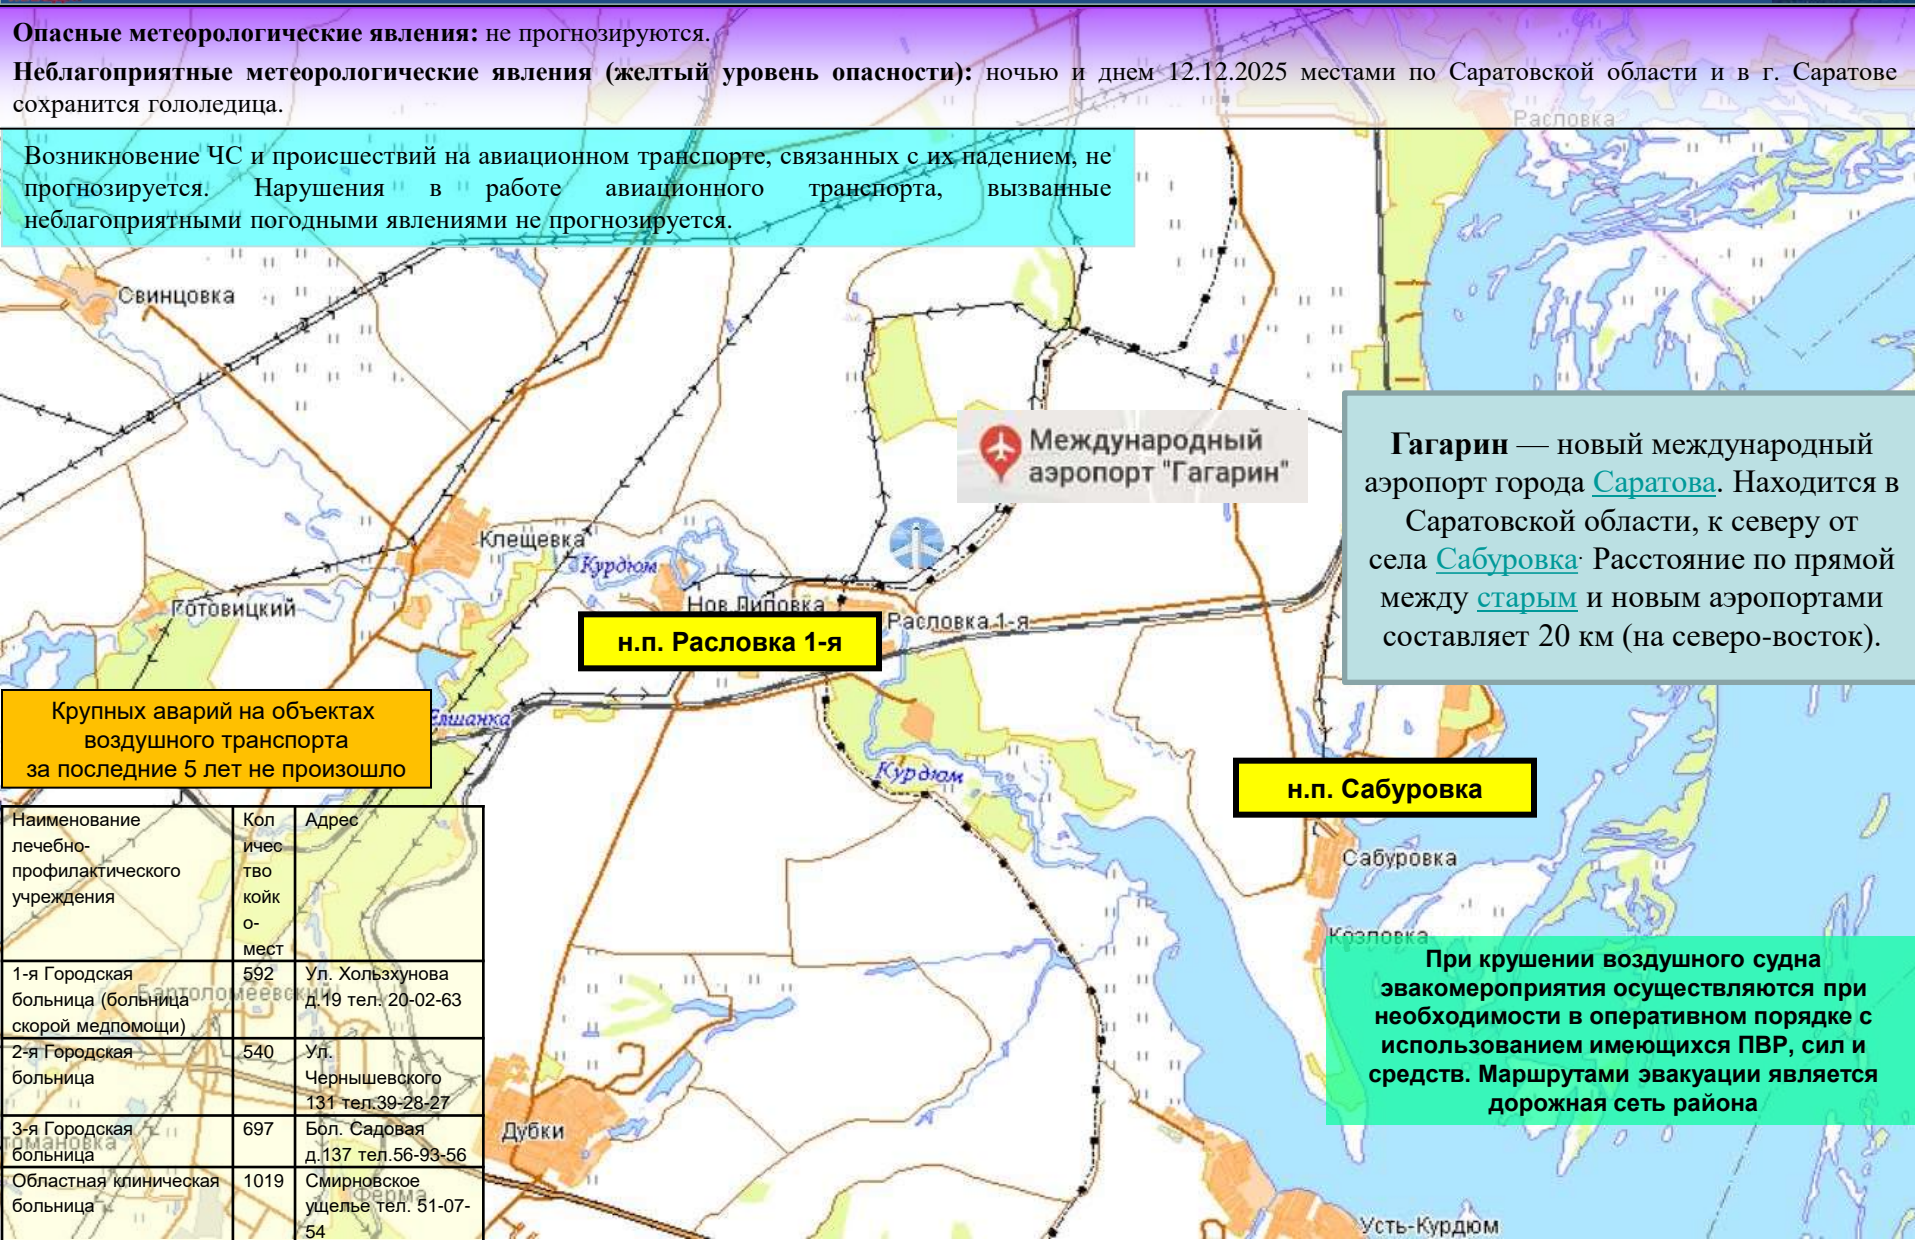 Опасные метеорологические явления: не прогнозируются.
Неблагоприятные метеорологические явления (желтый уровень опасности): ночью и днем 12.12.2025 местами по Саратовской области и в г. Саратове
сохранится гололедица.
Расловка
Возникновение ЧС и происшествий на авиационном транспорте, связанных с их падением, не
прогнозируется. Нарушения в работе авиационного транспорта, вызванные
неблагоприятными погодными явлениями не прогнозируется.
Свинцовка
Международный
аэропорт "Гагарин"
Гагарин — новый международный
аэропорт города Саратова. Находится в
Саратовской области, к северу от
села Сабуровка. Расстояние по прямой
между старым и новым аэропортами
составляет 20 км (на северо-восток).
Клещевка
Курдюм
Готовицкий
Нов.Липовка
Расловка 1-я
н.п. Расловка 1-я
Елшанка
Крупных аварий на объектах
воздушного транспорта
за последние 5 лет не произошло
Курдюм
н.п. Сабуровка
Сабуровка
Козловка
Наименование
лечебно-
профилактического
учреждения
Кол
ичес
тво
койк
о-
мест
Адрес
1-я Городская
больница (больница
скорой медпомощи)
592
Ул. Хользхунова
д.19 тел. 20-02-63
Бартоломеевский
2-я Городская
больница
540
Ул.
Чернышевского
131 тел.39-28-27
3-я Городская
больница
697
Бол. Садовая
д.137 тел.56-93-56
Областная клиническая
больница
1019
Смирновское
ущелье тел. 51-07-
54
Ферма
Дубки
При крушении воздушного судна
эвакомероприятия осуществляются при
необходимости в оперативном порядке с
использованием имеющихся ПВР, сил и
средств. Маршрутами эвакуации является
дорожная сеть района
Усть-Курдюм